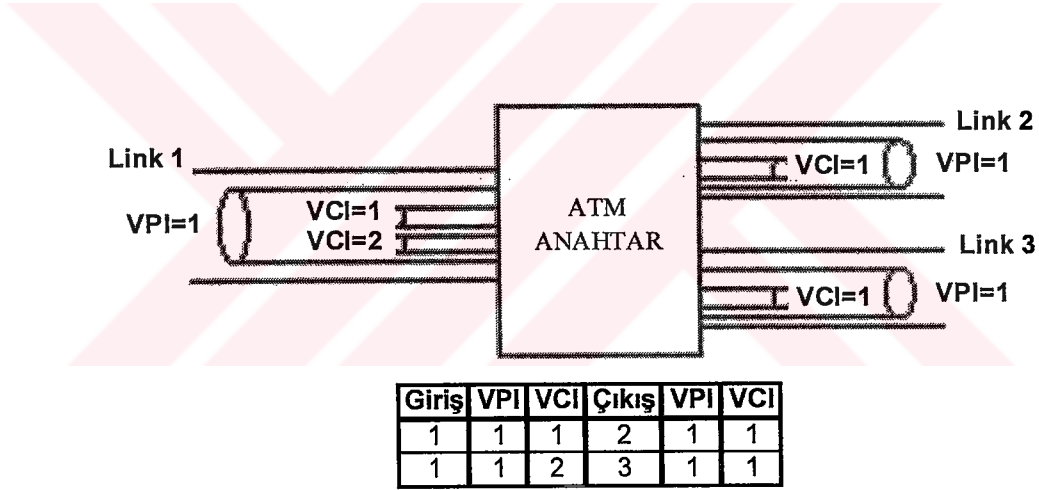 Link 1
VPI=1
VCI=1
VCI=2
ATM
ANAHTAR
Link 2
VCI=1
VPI=1
Link 3
VCI=1
VPI=1
Giriş VPI VCI Çıkış VPI VCI
1 1 1 2 1 1
1 1 2 3 1 1